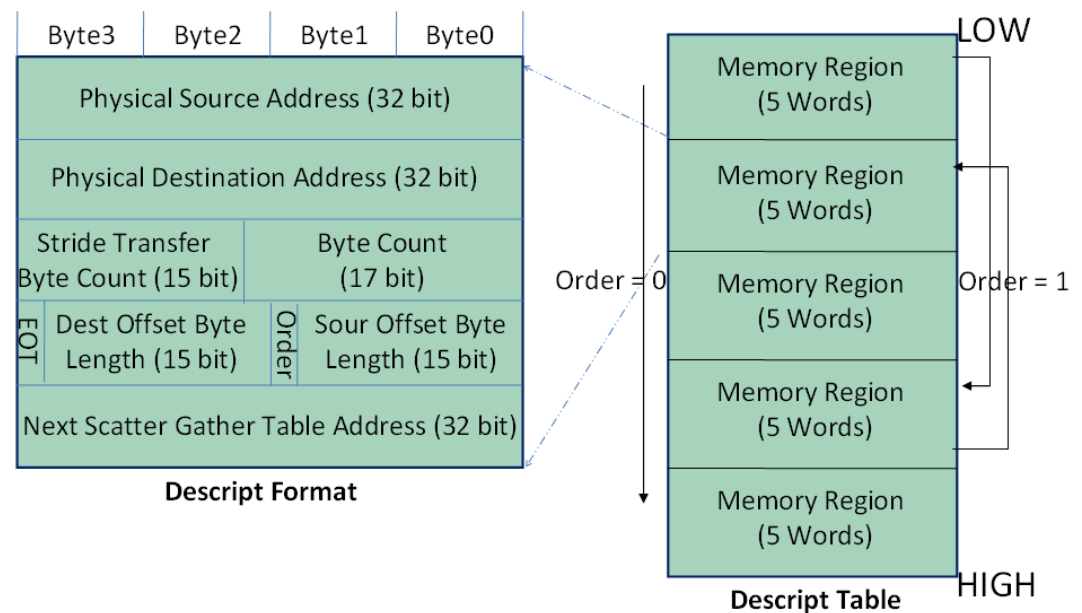 Byte3 Byte2 Byte1 Byte0
Physical Source Address (32 bit)
Physical Destination Address (32 bit)
Stride Transfer
Byte Count (15 bit)
Byte Count
(17 bit)
EOT
Dest Offset Byte
Length (15 bit)
Order
Sour Offset Byte
Length (15 bit)
Next Scatter Gather Table Address (32 bit)
Descript Format
LOW
Memory Region
(5 Words)
Memory Region
(5 Words)
Order = 0
Memory Region
(5 Words)
Order = 1
Memory Region
(5 Words)
Memory Region
(5 Words)
HIGH
Descript Table